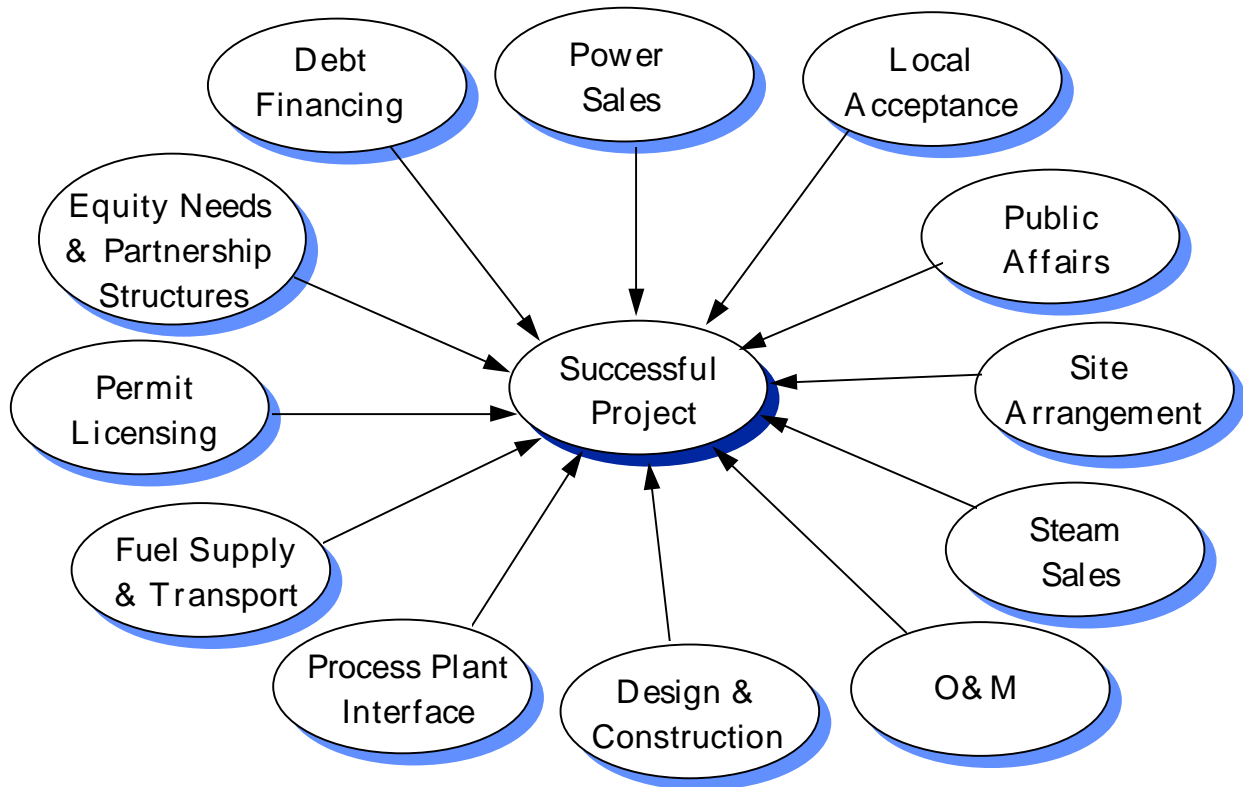 Debt
Financing
Power
Sales
Local
Acceptance
Equity Needs
& Partnership
Structures
Public
Affairs
Successful
Project
Site
Arrangement
Permit
Licensing
Fuel Supply
& Transport
Steam
Sales
Process Plant
Interface
Design &
Construction
O&M